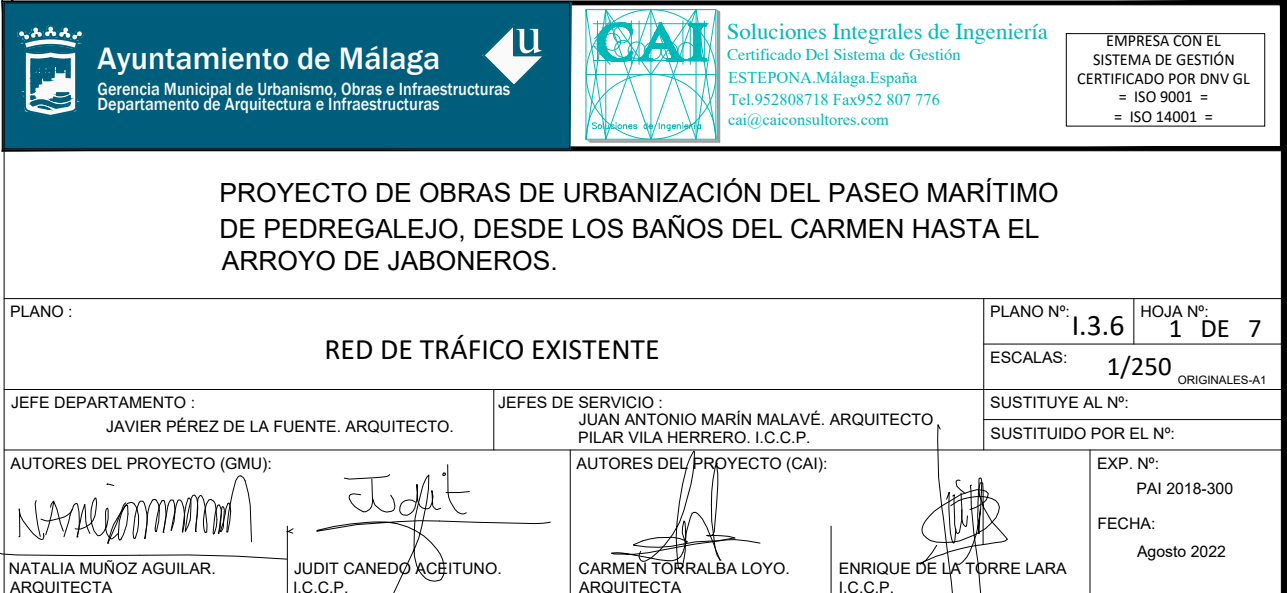 Ayuntamiento de Málaga
Gerencia Municipal de Urbanismo, Obras e Infraestructuras
Departamento de Arquitectura e Infraestructuras
u
CAI
Soluciones de Ingeniería
Soluciones Integrales de Ingeniería
Certificado Del Sistema de Gestión
ESTEPONA.Málaga.España
Tel.952808718 Fax952 807 776
cai@caiconsultores.com
EMPRESA CON EL
SISTEMA DE GESTIÓN
CERTIFICADO POR DNV GL
= ISO 9001 =
= ISO 14001 =
PROYECTO DE OBRAS DE URBANIZACIÓN DEL PASEO MARÍTIMO
DE PEDREGALEJO, DESDE LOS BAÑOS DEL CARMEN HASTA EL
ARROYO DE JABONEROS.
PLANO :
RED DE TRÁFICO EXISTENTE
PLANO Nº:
I.3.6
HOJA Nº:
1 DE 7
ESCALAS:
1/250
ORIGINALES-A1
JEFE DEPARTAMENTO :
JAVIER PÉREZ DE LA FUENTE. ARQUITECTO.
JEFES DE SERVICIO :
JUAN ANTONIO MARÍN MALAVÉ. ARQUITECTO
PILAR VILA HERRERO. I.C.C.P.
SUSTITUYE AL Nº:
SUSTITUIDO POR EL Nº:
AUTORES DEL PROYECTO (GMU):
Judit
NATALIA MUÑOZ AGUILAR.
ARQUITECTA
JUDIT CANEDO ACEITUNO.
I.C.C.P.
AUTORES DEL PROYECTO (CAI):
CARMEN TORRALBA LOYO.
ARQUITECTA
ENRIQUE DE LA TORRE LARA
I.C.C.P.
EXP. Nº:
PAI 2018-300
FECHA:
Agosto 2022